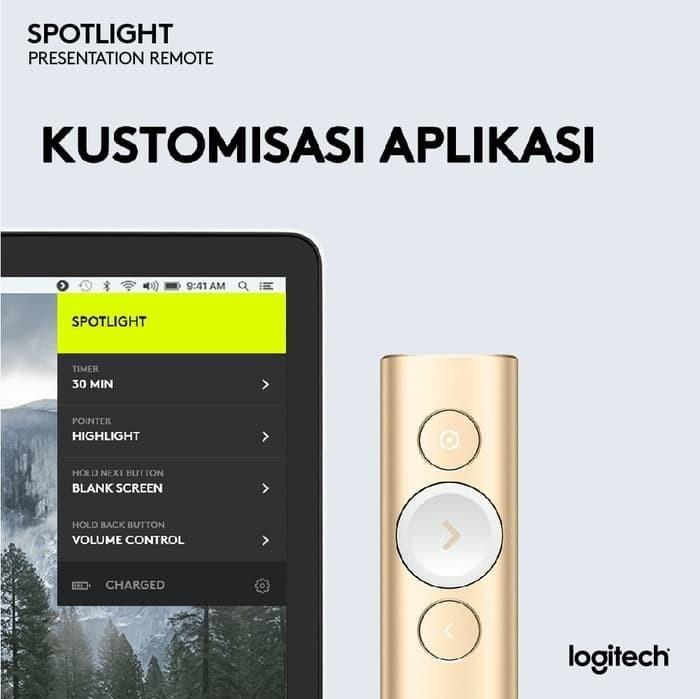 SPOTLIGHT
PRESENTATION REMOTE
KUSTOMISASI APLIKASI
9:41 AM
SPOTLIGHT
TIMER
30 MIN
POINTER
HIGHLIGHT
HOLD NEXT BUTTON
BLANK SCREEN
HOLD BACK BUTTON
VOLUME CONTROL
CHARGED
logitech